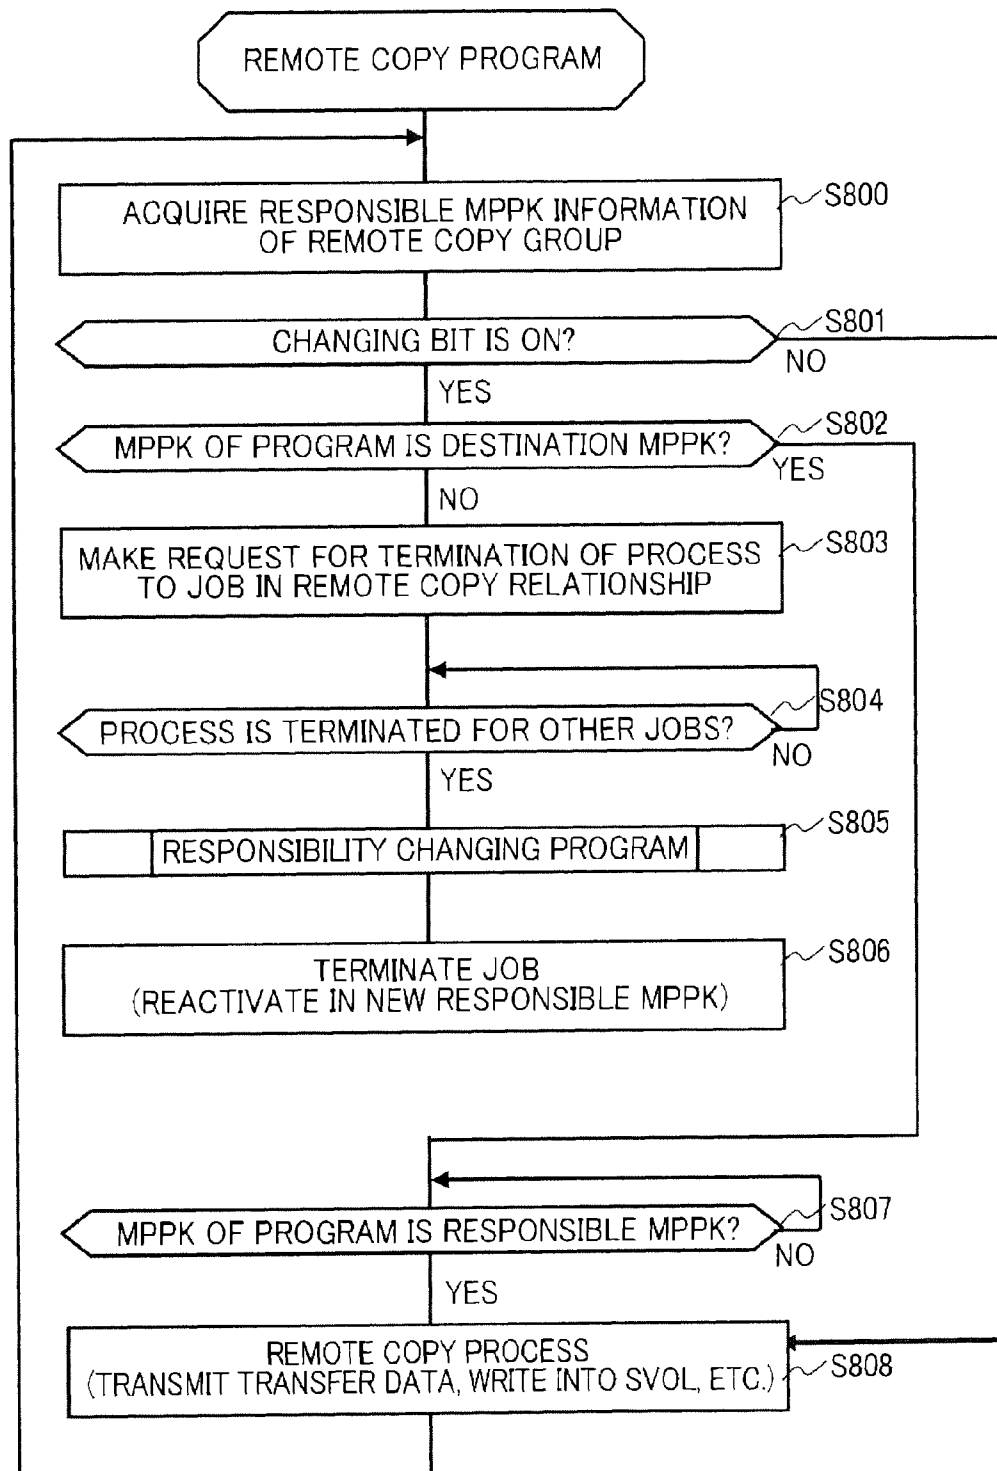 REMOTE COPY PROGRAM
S800
ACQUIRE RESPONSIBLE MPPK INFORMATION
OF REMOTE COPY GROUP
S801
CHANGING BIT IS ON?
NO
YES
S802
MPPK OF PROGRAM IS DESTINATION MPPK?
YES
NO
S803
MAKE REQUEST FOR TERMINATION OF PROCESS
TO JOB IN REMOTE COPY RELATIONSHIP
S804
PROCESS IS TERMINATED FOR OTHER JOBS?
NO
YES
S805
RESPONSIBILITY CHANGING PROGRAM
S806
TERMINATE JOB
(REACTIVATE IN NEW RESPONSIBLE MPPK)
S807
MPPK OF PROGRAM IS RESPONSIBLE MPPK?
NO
YES
REMOTE COPY PROCESS
(TRANSMIT TRANSFER DATA, WRITE INTO SVOL, ETC.)
S808